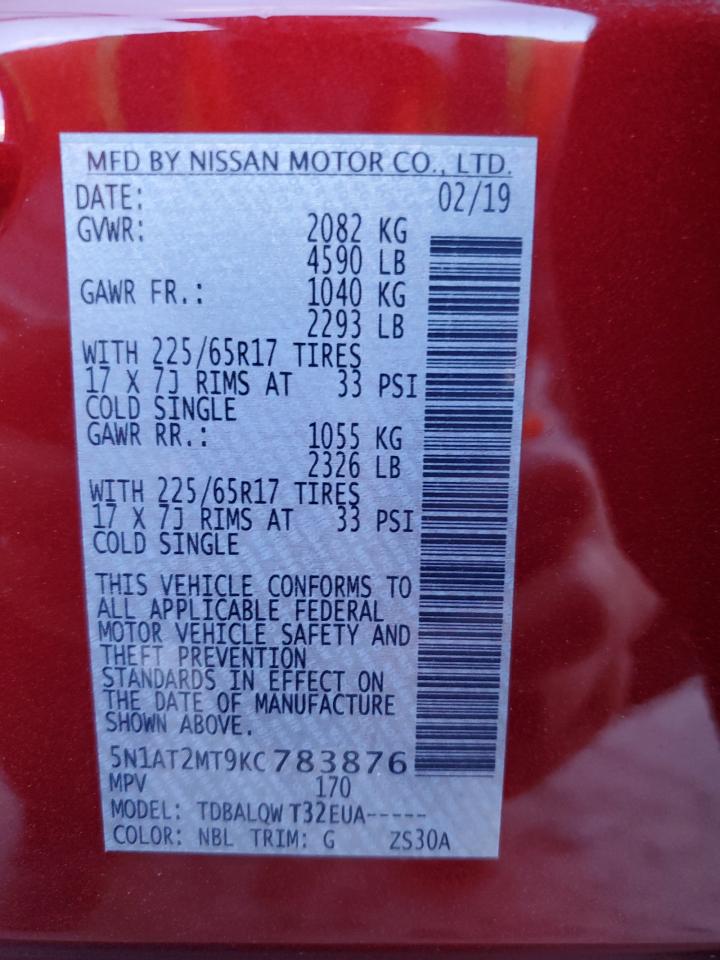 MFD BY NISSAN MOTOR CO., LTD.
DATE: 02/19
GVWR: 2082 KG
4590 LB
GAWR FR.: 1040 KG
2293 LB
WITH 225/65R17 TIRES
17 X 7J RIMS AT 33 PSI
COLD SINGLE
GAWR RR.: 1055 KG
2326 LB
WITH 225/65R17 TIRES
17 X 7J RIMS AT 33 PSI
COLD SINGLE
THIS VEHICLE CONFORMS TO
ALL APPLICABLE FEDERAL
MOTOR VEHICLE SAFETY AND
THEFT PREVENTION
STANDARDS IN EFFECT ON
THE DATE OF MANUFACTURE
SHOWN ABOVE.
5N1AT2MT9KC783876
MPV 170
MODEL: TDBALQW T32EUA-----
COLOR: NBL TRIM: G ZS30A